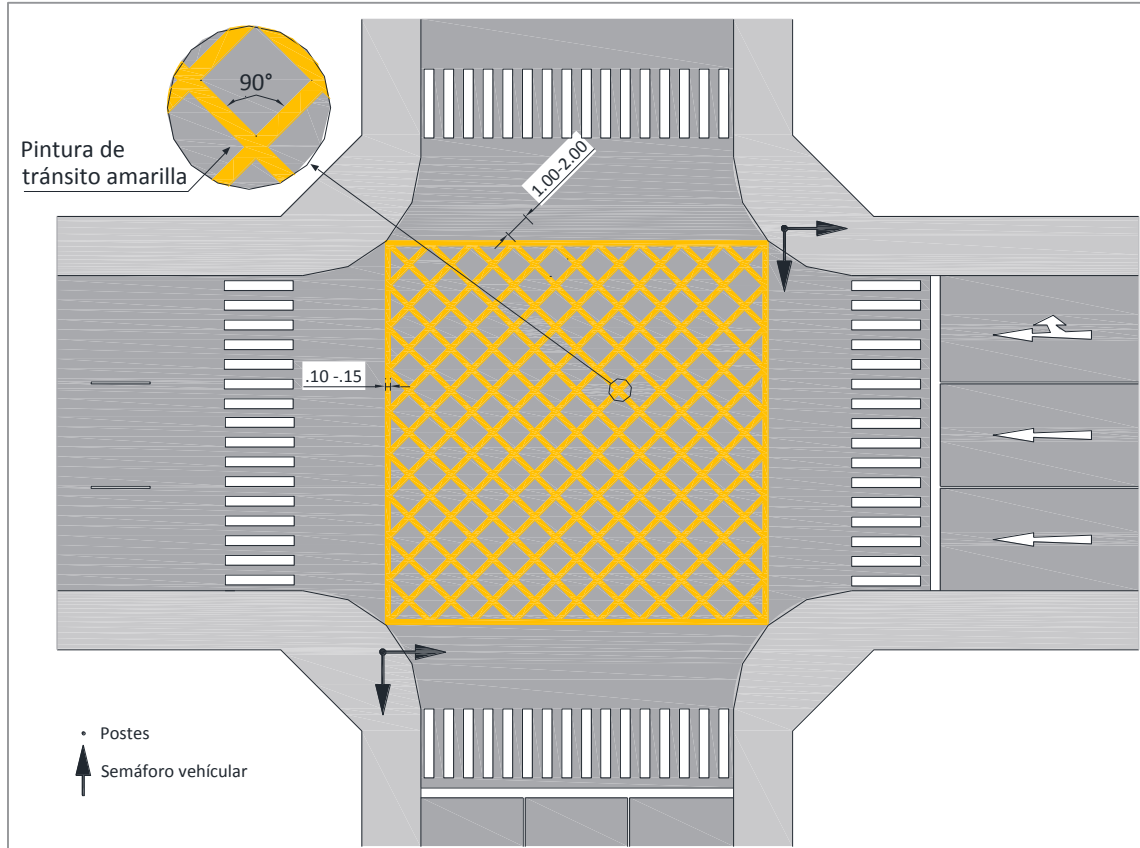 90°
Pintura de
tránsito amarilla
1.00-2.00
.10 -.15
Postes
Semáforo vehícular